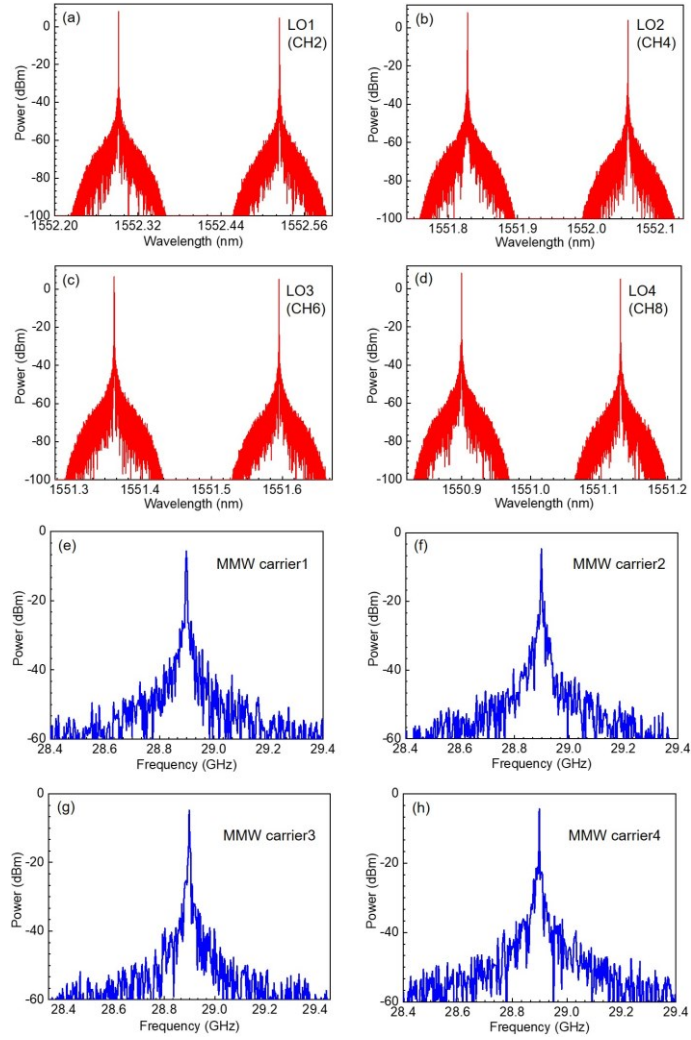 (a)
LO1
(CH2)
Power (dBm)
0
-20
-40
-60
-80
-100
1552.20
1552.32
1552.44
1552.56
Wavelength (nm)
(b)
LO2
(CH4)
Power (dBm)
0
-20
-40
-60
-80
-100
1551.8
1551.9
1552.0
1552.1
Wavelength (nm)
(c)
LO3
(CH6)
Power (dBm)
0
-20
-40
-60
-80
-100
1551.3
1551.4
1551.5
1551.6
Wavelength (nm)
(d)
LO4
(CH8)
Power (dBm)
0
-20
-40
-60
-80
-100
1550.9
1551.0
1551.1
1551.2
Wavelength (nm)
(e)
MMW carrier1
Power (dBm)
0
-20
-40
-60
28.4
28.6
28.8
29.0
29.2
29.4
Frequency (GHz)
(f)
MMW carrier2
Power (dBm)
0
-20
-40
-60
28.4
28.6
28.8
29.0
29.2
29.4
Frequency (GHz)
(g)
MMW carrier3
Power (dBm)
0
-20
-40
-60
28.4
28.6
28.8
29.0
29.2
29.4
Frequency (GHz)
(h)
MMW carrier4
Power (dBm)
0
-20
-40
-60
28.4
28.6
28.8
29.0
29.2
29.4
Frequency (GHz)